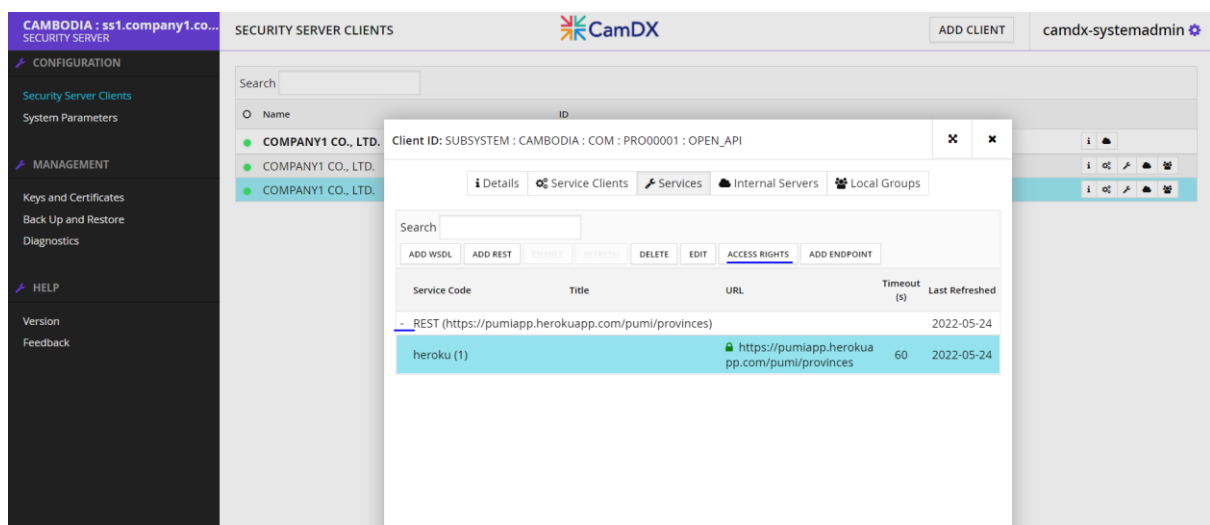 CAMBODIA : ss1.company1.co...
SECURITY SERVER
SECURITY SERVER CLIENTS
CamDX
ADD CLIENT
camdx-systemadmin
CONFIGURATION
Security Server Clients
System Parameters
MANAGEMENT
Keys and Certificates
Back Up and Restore
Diagnostics
HELP
Version
Feedback
Search
Name ID
COMPANY1 CO., LTD.
COMPANY1 CO., LTD.
COMPANY1 CO., LTD.
Client ID: SUBSYSTEM : CAMBODIA : COM : PRO00001 : OPEN_API
Details Service Clients Services Internal Servers Local Groups
Search
ADD WSDL ADD REST ENABLE REFRESH DELETE EDIT ACCESS RIGHTS ADD ENDPOINT
Service Code Title URL Timeout (s) Last Refreshed
- REST (https://pumiapp.herokuapp.com/pumi/provinces) 2022-05-24
heroku (1) https://pumiapp.herokua
pp.com/pumi/provinces 60 2022-05-24